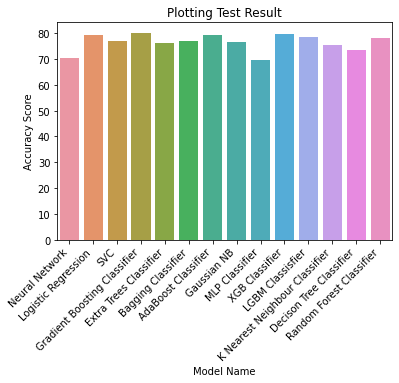 Plotting Test Result
Accuracy Score
80
70
60
50
40
30
20
10
0
Neural Network
Logistic Regression
SVC
Gradient Boosting Classifier
Extra Trees Classifier
Bagging Classifier
AdaBoost Classifier
Gaussian NB
MLP Classifier
XGB Classifier
LGBM Classisfier
K Nearest Neighbour Classifier
Decison Tree Classifier
Random Forest Classifier
Model Name